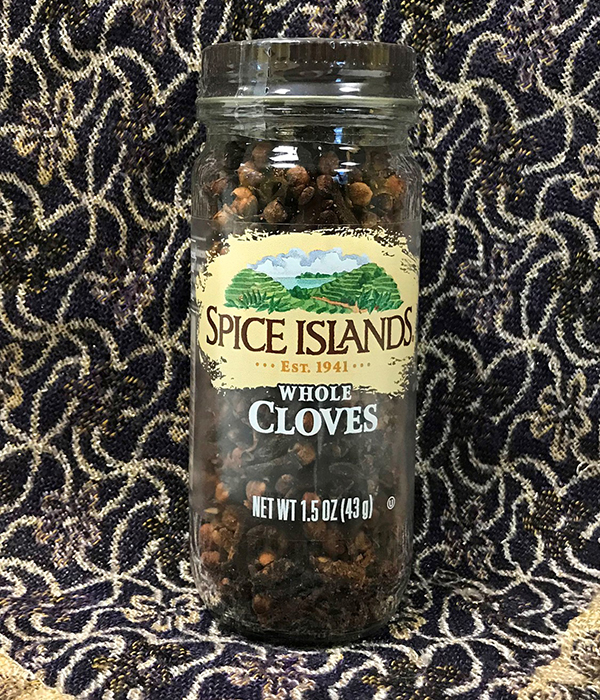 SPICE ISLANDS
EST. 1941
WHOLE
CLOVES
NET WT 1.5 OZ (43 g)
U